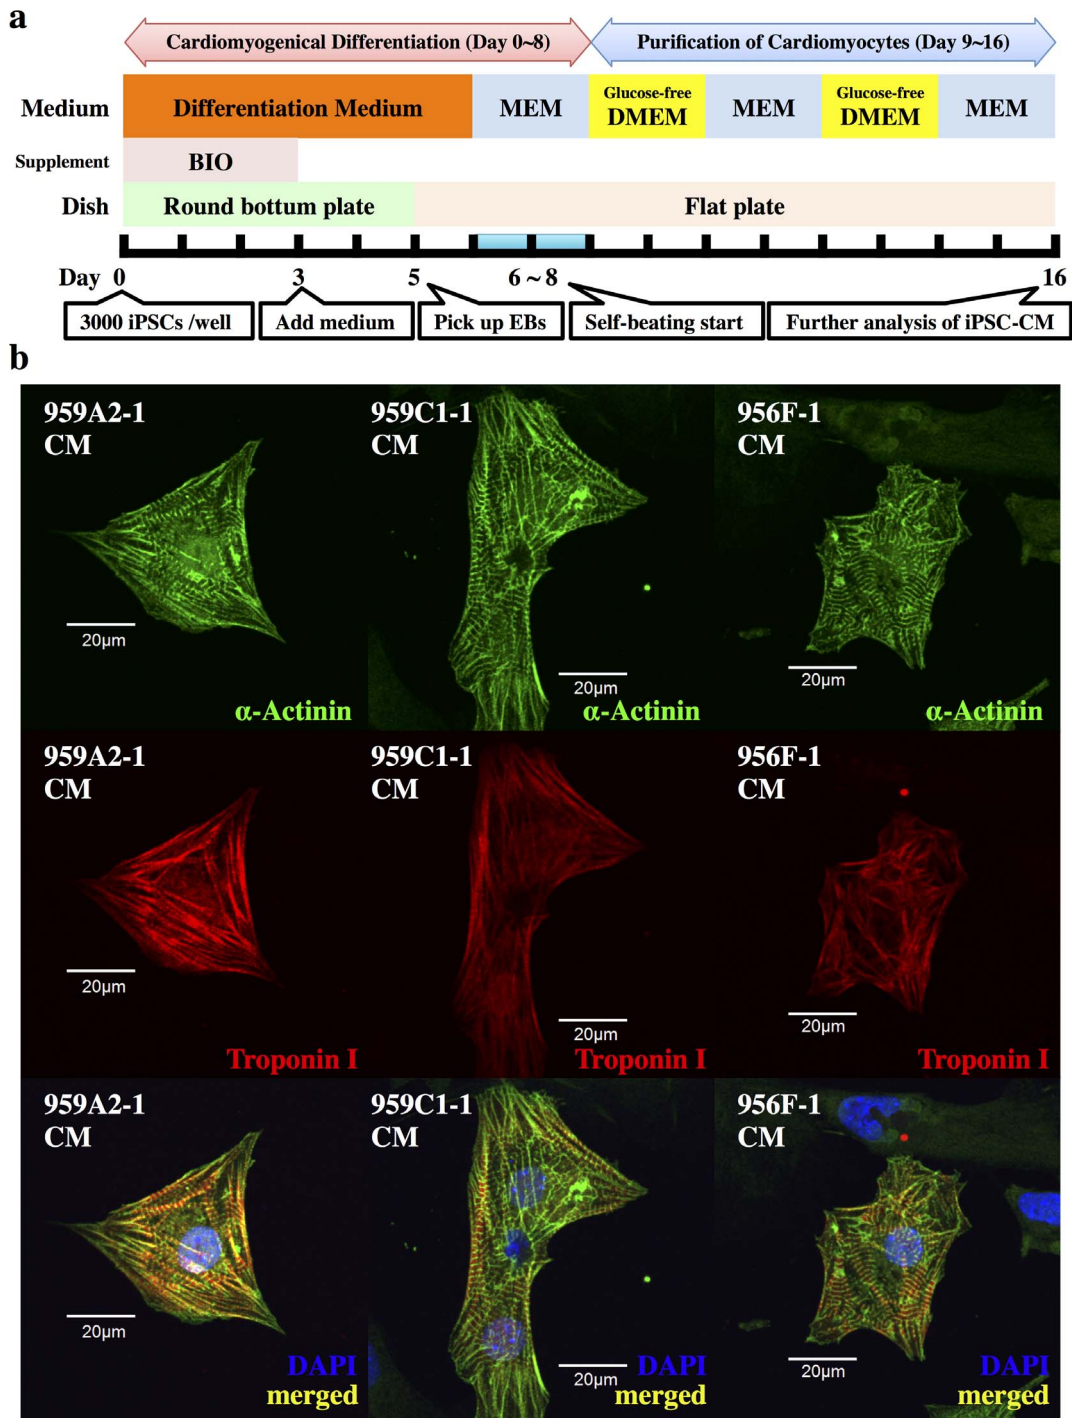 a
Cardiomyogenical Differentiation (Day 0~8)
Purification of Cardiomyocytes (Day 9~16)
Medium
Differentiation Medium
MEM
Glucose-free
DMEM
MEM
Glucose-free
DMEM
MEM
Supplement
BIO
Dish
Round bottum plate
Flat plate
Day 0 3 5 6 ~ 8 16
3000 iPSCs /well
Add medium
Pick up EBs
Self-beating start
Further analysis of iPSC-CM
b
959A2-1
CM
20μm
α-Actinin
959C1-1
CM
20μm
α-Actinin
956F-1
CM
20μm
α-Actinin
959A2-1
CM
20μm
Troponin I
959C1-1
CM
20μm
Troponin I
956F-1
CM
20μm
Troponin I
959A2-1
CM
20μm
DAPI
merged
959C1-1
CM
20μm
DAPI
merged
956F-1
CM
20μm
DAPI
merged